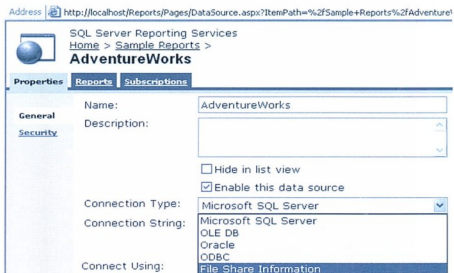 Address http://localhost/Reports/Pages/DataSource.aspx?ItemPath=%2fSample+Reports%2fAdventure
SQL Server Reporting Services
Home > Sample Reports >
AdventureWorks
Properties Reports Subscriptions
General
Security
Name: AdventureWorks
Description:
Hide in list view
Enable this data source
Connection Type: Microsoft SQL Server
Connection String: Microsoft SQL Server
OLE DB
Oracle
ODBC
Connect Using: File Share Information